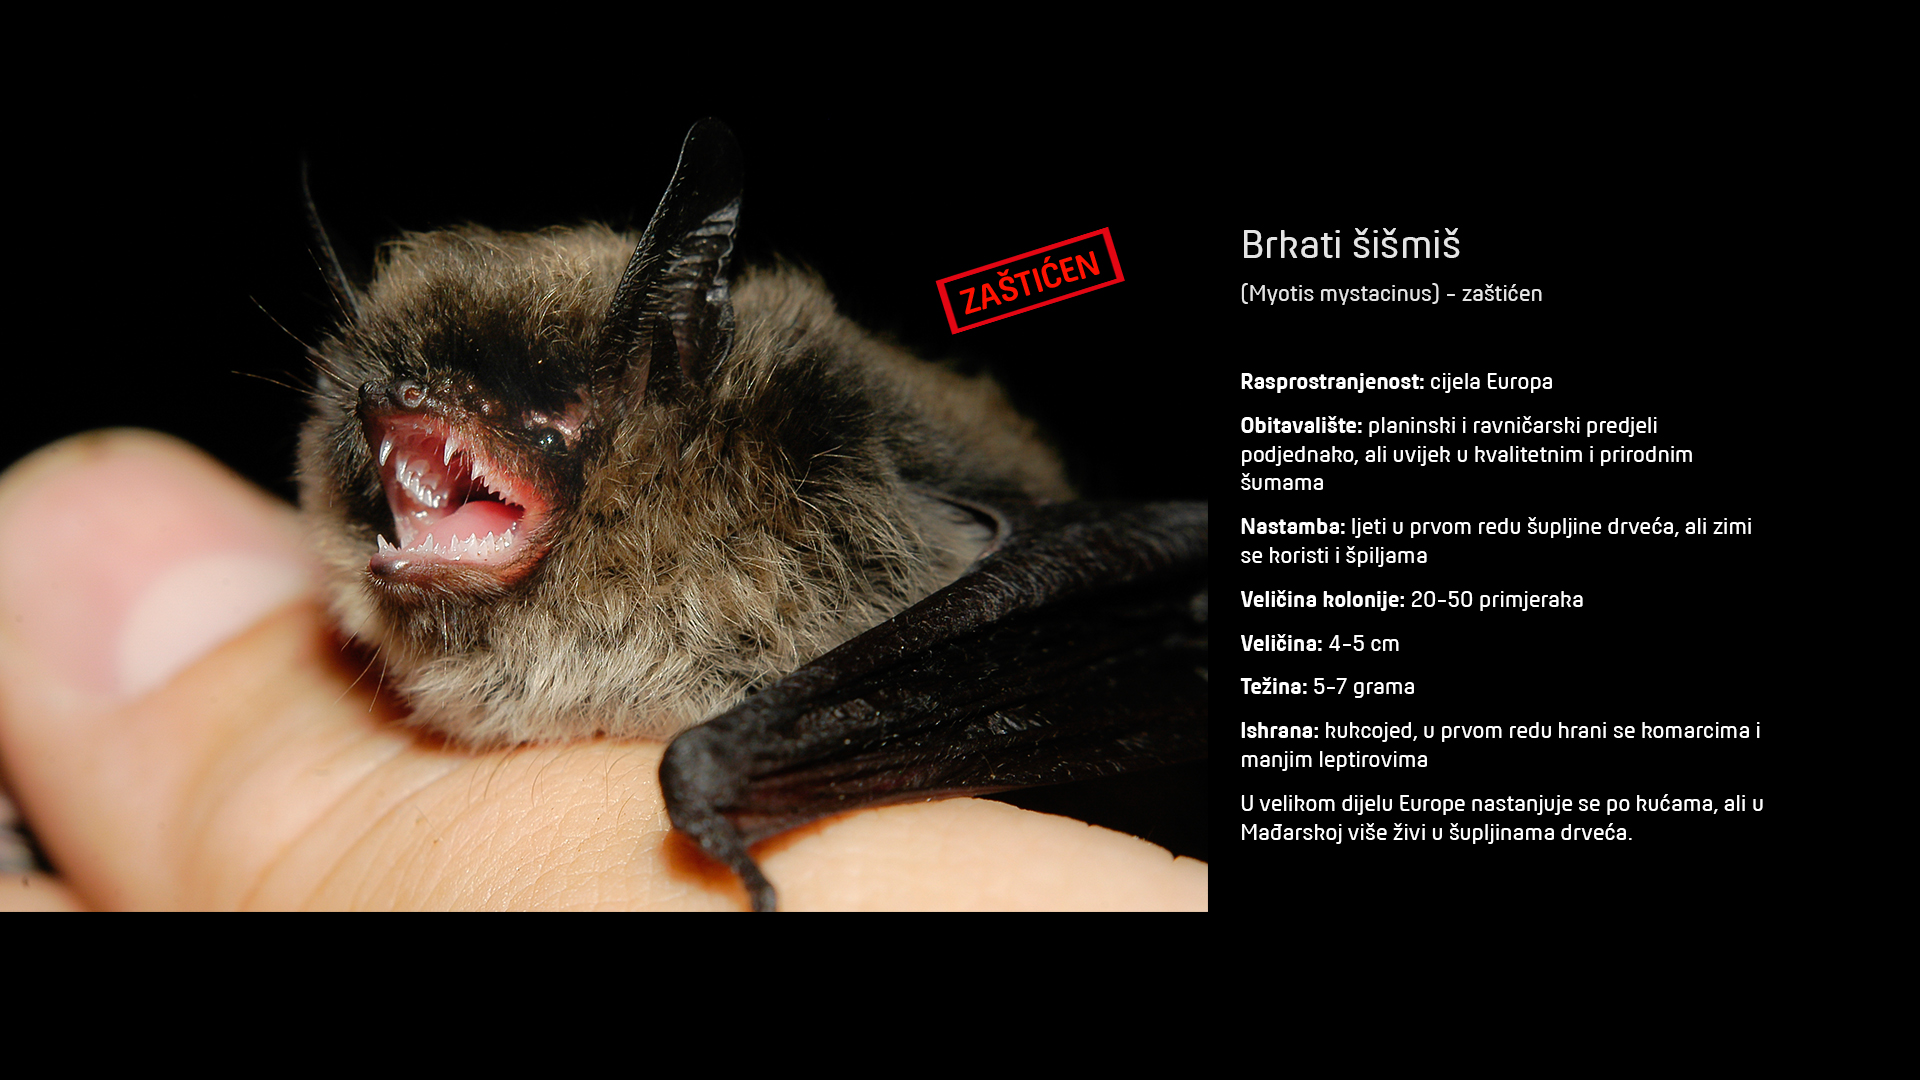 ZAŠTIĆEN
Brkati šišmiš
(Myotis mystacinus) - zaštićen
Rasprostranjenost: cijela Europa
Obitavalište: planinski i ravničarski predjeli
podjednako, ali uvijek u kvalitetnim i prirodnim
šumama
Nastamba: ljeti u prvom redu šupljine drveća, ali zimi
se koristi i špiljama
Veličina kolonije: 20-50 primjeraka
Veličina: 4-5 cm
Težina: 5-7 grama
Ishrana: kukcojed, u prvom redu hrani se komarcima i
manjim leptirovima
U velikom dijelu Europe nastanjuje se po kućama, ali u
Mađarskoj više živi u šupljinama drveća.